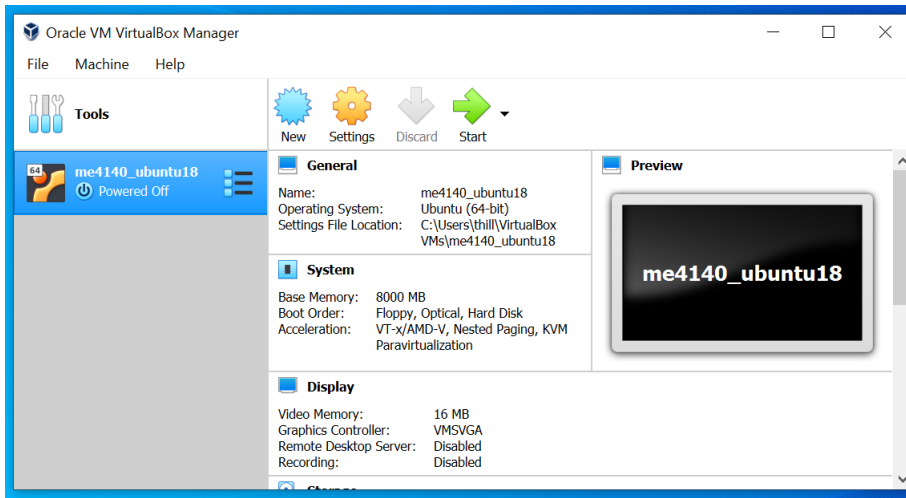 Oracle VM VirtualBox Manager
File Machine Help
Tools
New Settings Discard Start
64
me4140_ubuntu18
Powered Off
General
Name: me4140_ubuntu18
Operating System: Ubuntu (64-bit)
Settings File Location: C:\Users\thill\VirtualBox
VMs\me4140_ubuntu18
System
Base Memory: 8000 MB
Boot Order: Floppy, Optical, Hard Disk
Acceleration: VT-x/AMD-V, Nested Paging, KVM
Paravirtualization
Preview
me4140_ubuntu18
Display
Video Memory: 16 MB
Graphics Controller: VMSVGA
Remote Desktop Server: Disabled
Recording: Disabled